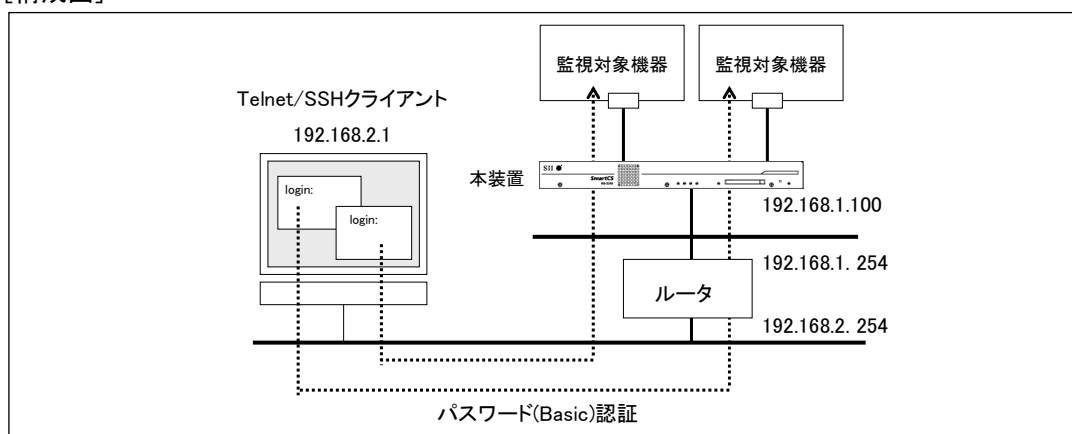 [構成図]
監視対象機器
監視対象機器
Telnet/SSHクライアント
192.168.2.1
login:
login:
本装置
SII
SmartCS
192.168.1.100
192.168.1. 254
ルータ
192.168.2. 254
パスワード(Basic)認証